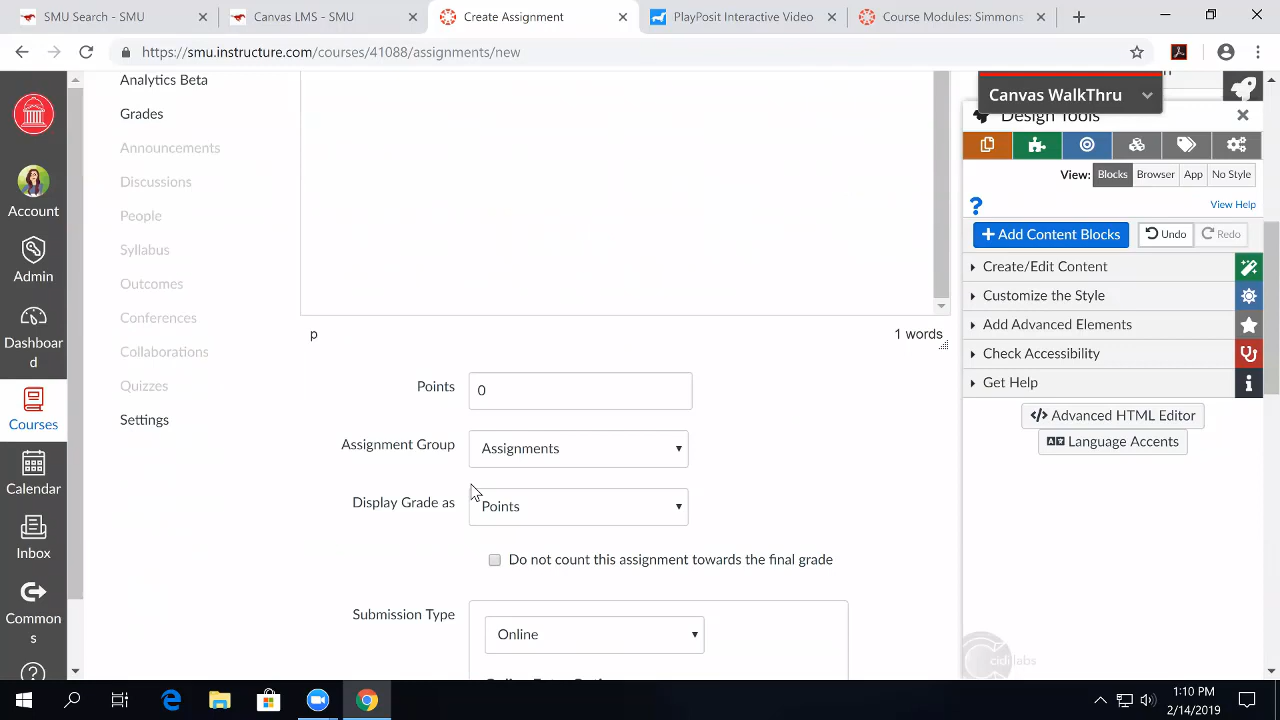 SMU Search - SMU
Canvas LMS - SMU
Create Assignment
PlayPosit Interactive Video
Course Modules: Simmons
https://smu.instructure.com/courses/41088/assignments/new
Account
Admin
Dashboar
d
Courses
Calendar
Inbox
Common
s
Analytics Beta
Grades
Announcements
Discussions
People
Syllabus
Outcomes
Conferences
Collaborations
Quizzes
Settings
p
1 words
Points
0
Assignment Group
Assignments
Display Grade as
Points
Do not count this assignment towards the final grade
Submission Type
Online
Canvas WalkThru
Design Tools
View:
Blocks
Browser
App
No Style
?
View Help
+ Add Content Blocks
Undo
Redo
Create/Edit Content
Customize the Style
Add Advanced Elements
Check Accessibility
Get Help
</> Advanced HTML Editor
Language Accents
cidilabs
1:10 PM
2/14/2019